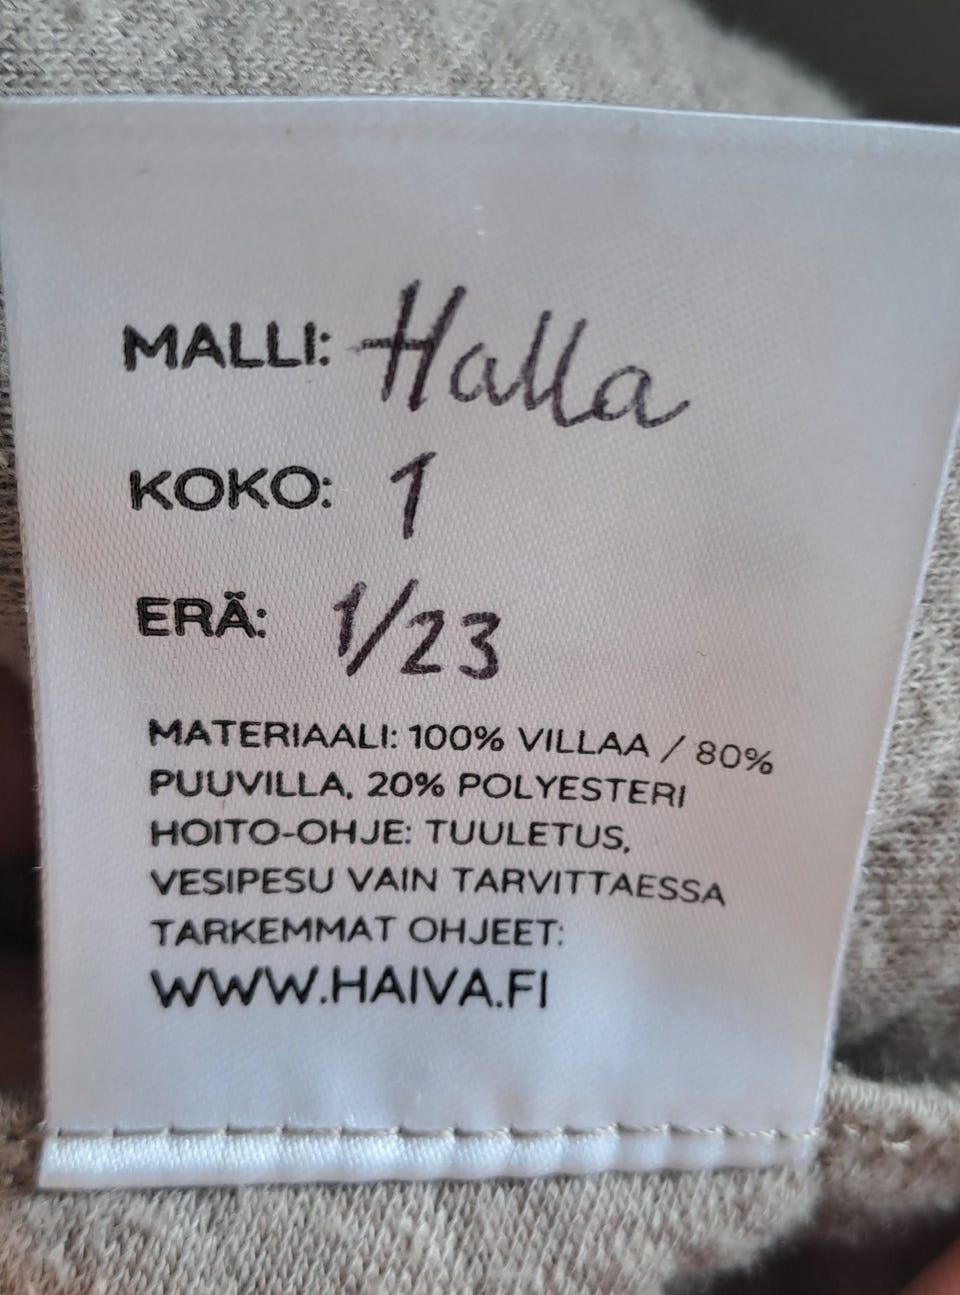 MALLI: Halla
KOKO: 1
ERÄ: 1/23
MATERIAALI: 100% VILLAA / 80%
PUUVILLA, 20% POLYESTERI
HOITO-OHJE: TUULETUS,
VESIPESU VAIN TARVITTAESSA
TARKEMMAT OHJEET:
WWW.HAIVA.FI